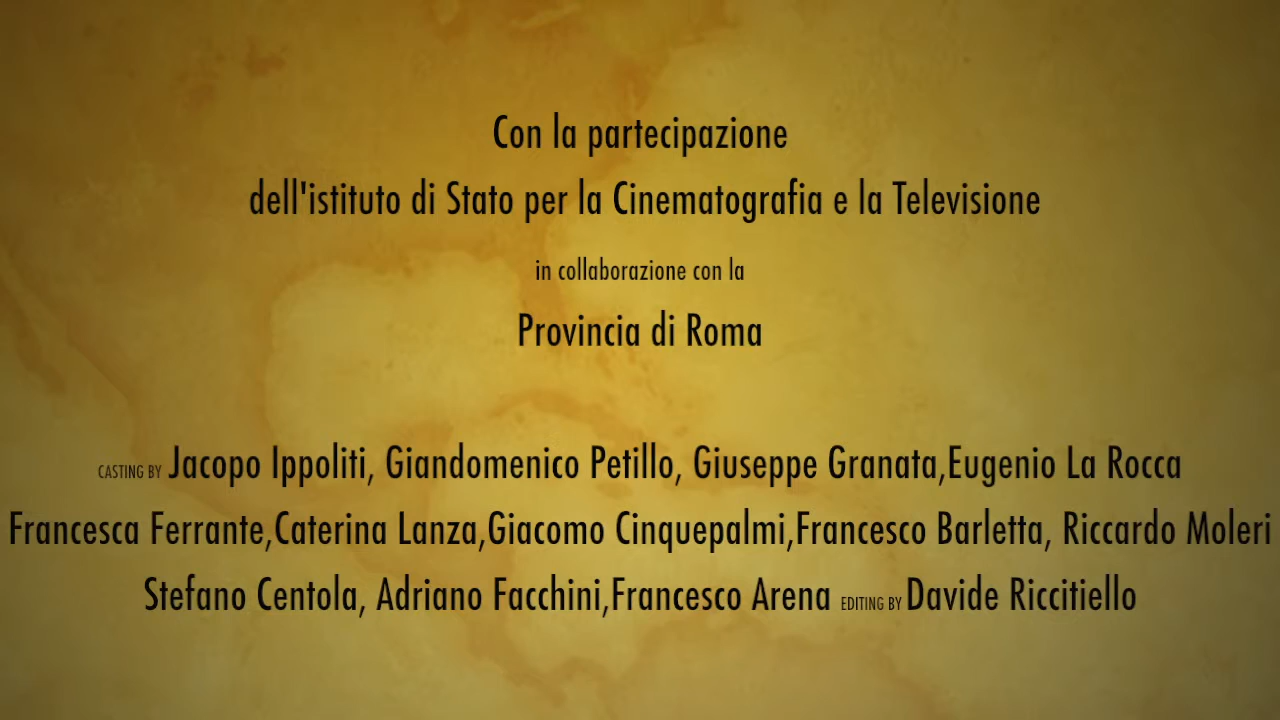 Con la partecipazione
dell'istituto di Stato per la Cinematografia e la Televisione
in collaborazione con la
Provincia di Roma
CASTING BY Jacopo Ippoliti, Giandomenico Petillo, Giuseppe Granata,Eugenio La Rocca
Francesca Ferrante,Caterina Lanza,Giacomo Cinquepalmi,Francesco Barletta, Riccardo Moleri
Stefano Centola, Adriano Facchini,Francesco Arena EDITING BY Davide Riccitiello